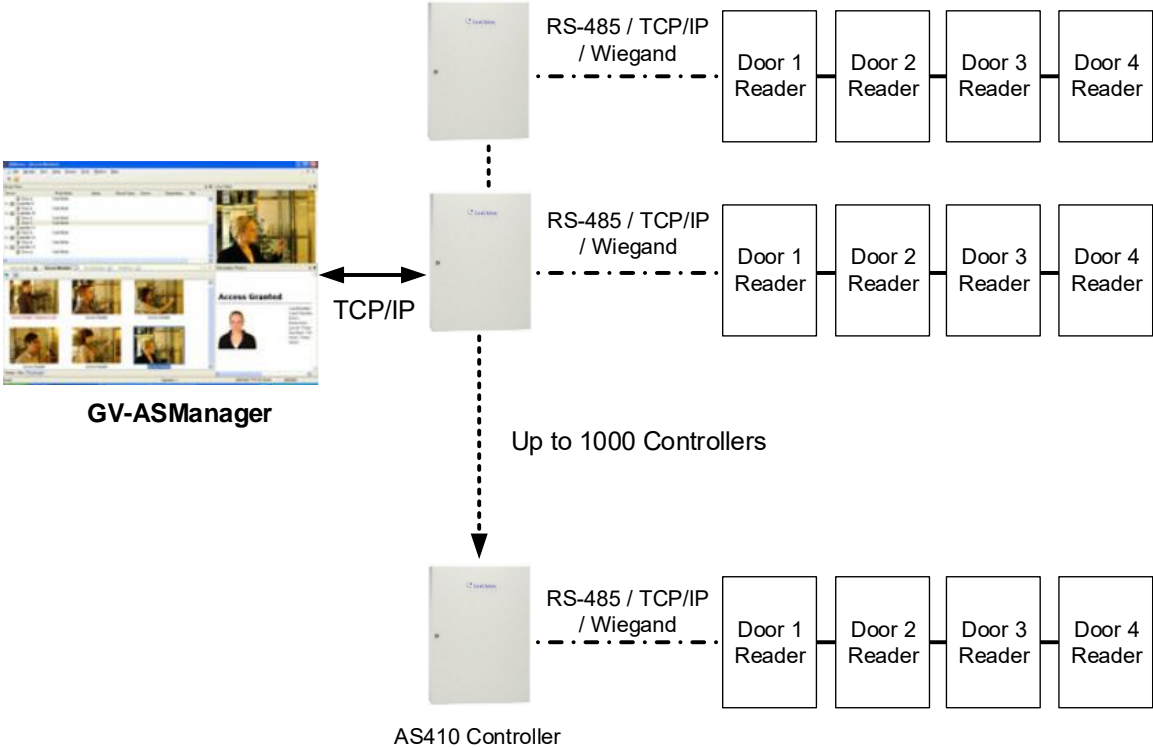 RS-485 / TCP/IP
/ Wiegand
Door 1
Reader
Door 2
Reader
Door 3
Reader
Door 4
Reader
RS-485 / TCP/IP
/ Wiegand
Door 1
Reader
Door 2
Reader
Door 3
Reader
Door 4
Reader
Access Granted
TCP/IP
GV-ASManager
Up to 1000 Controllers
RS-485 / TCP/IP
/ Wiegand
Door 1
Reader
Door 2
Reader
Door 3
Reader
Door 4
Reader
AS410 Controller